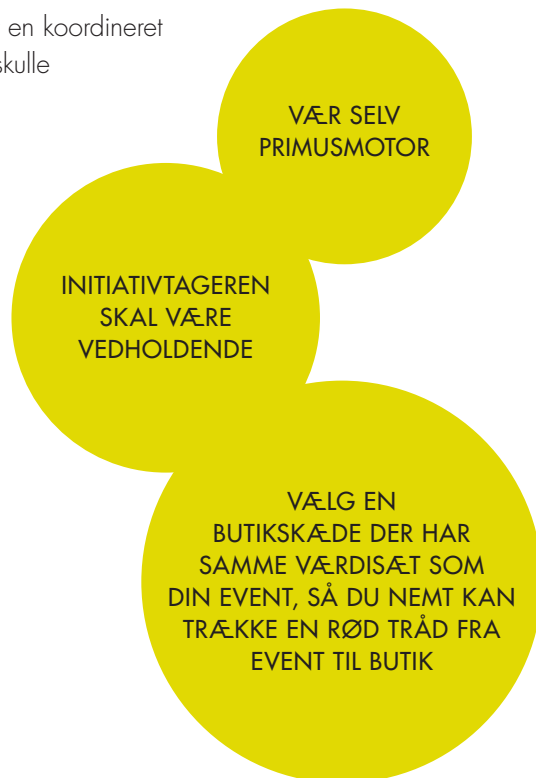 en koordineret
skulle
VÆR SELV
PRIMUSMOTOR
INITIATIVTAGEREN
SKAL VÆRE
VEDHOLDENDE
VÆLG EN
BUTIKSKÆDE DER HAR
SAMME VÆRDISÆT SOM
DIN EVENT, SÅ DU NEMT KAN
TRÆKKE EN RØD TRÅD FRA
EVENT TIL BUTIK